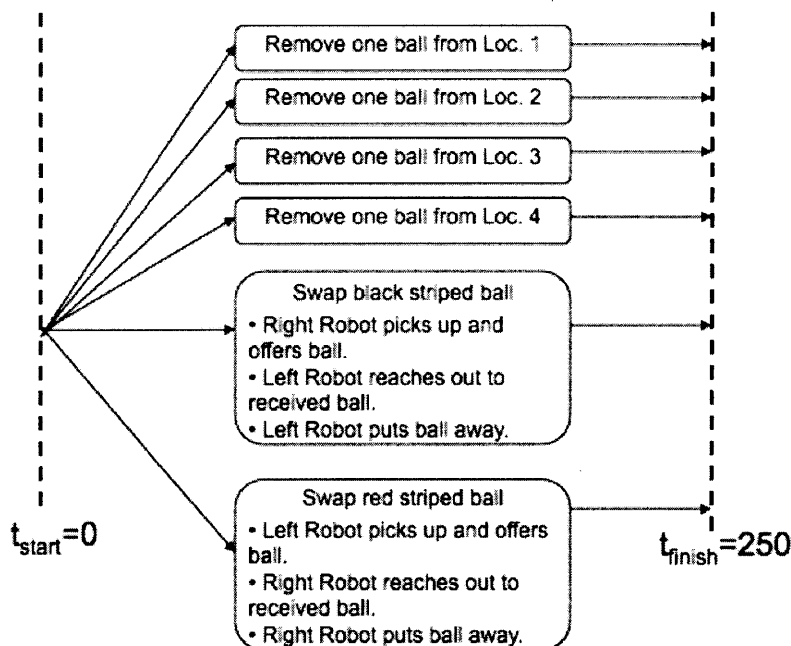 Remove one ball from Loc. 1
Remove one ball from Loc. 2
Remove one ball from Loc. 3
Remove one ball from Loc. 4
Swap black striped ball
• Right Robot picks up and
offers ball.
• Left Robot reaches out to
received ball.
• Left Robot puts ball away.
Swap red striped ball
• Left Robot picks up and offers
ball.
• Right Robot reaches out to
received ball.
• Right Robot puts ball away.
tstart=0
tfinish=250